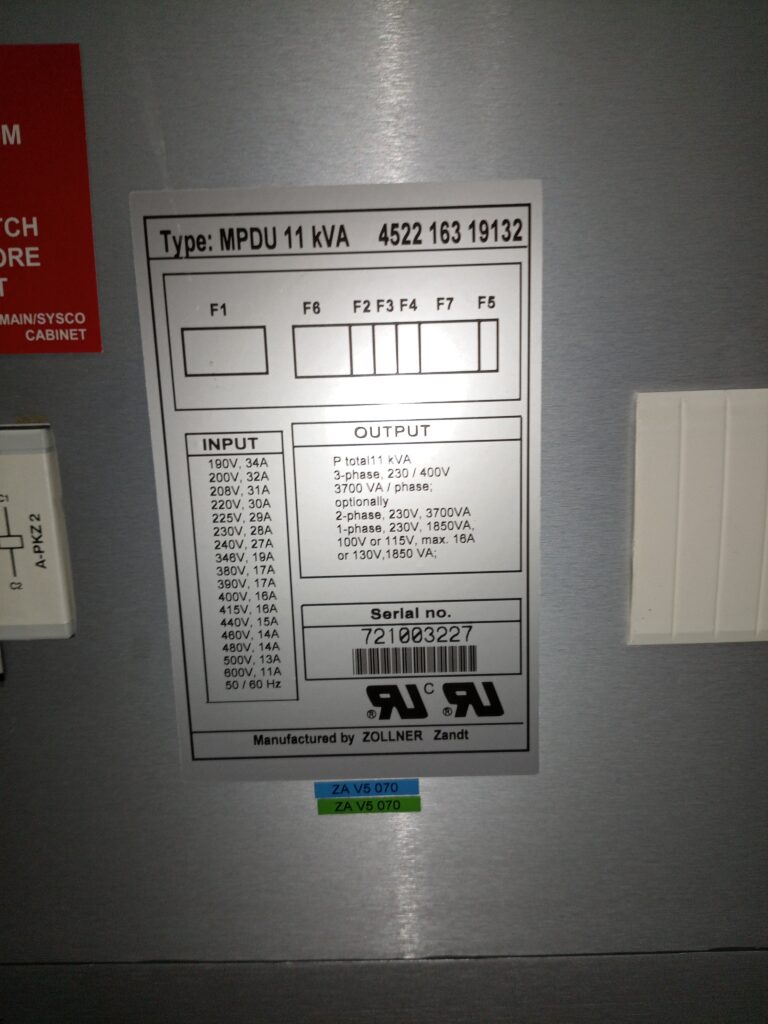 M
TCH
ORE
T
MAIN/SYSCO
CABINET
Type: MPDU 11 kVA 4522 163 19132
F1 F6 F2 F3 F4 F7 F5
INPUT
190V, 34A
200V, 32A
208V, 31A
220V, 30A
225V, 29A
230V, 28A
240V, 27A
346V, 19A
380V, 17A
390V, 17A
400V, 16A
415V, 16A
440V, 15A
460V, 14A
480V, 14A
500V, 13A
600V, 11A
50 / 60 Hz
OUTPUT
P total11 kVA
3-phase, 230 / 400V
3700 VA / phase;
optionally
2-phase, 230V, 3700VA
1-phase, 230V, 1850VA,
100V or 115V, max. 16A
or 130V,1850 VA;
Serial no.
721003227
Manufactured by ZOLLNER Zandt
C1
A-PKZ 2
C2
ZA V5 070
ZA V5 070